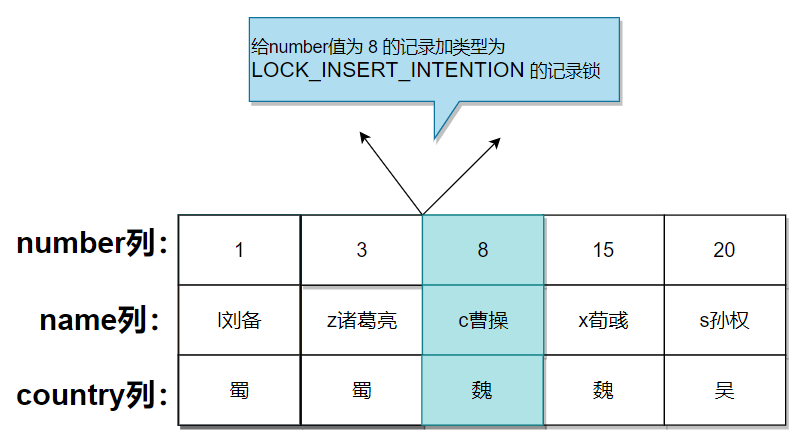 给number值为 8 的记录加类型为
LOCK_INSERT_INTENTION 的记录锁
number列: 1 3 8 15 20
name列: l刘备 z诸葛亮 c曹操 x荀彧 s孙权
country列: 蜀 蜀 魏 魏 吴